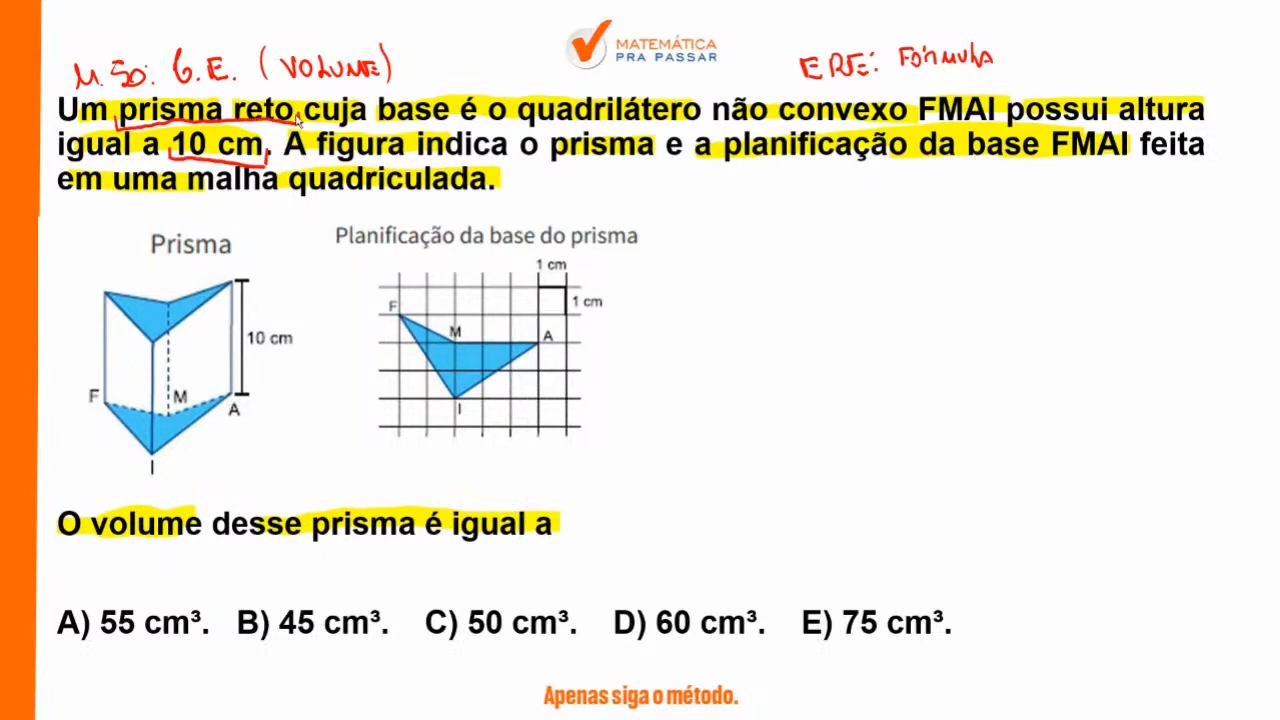 MATEMÁTICA
PRA PASSAR
M. SD: G.E. (VOLUME)
ERE: FÓRMULA
Um prisma reto cuja base é o quadrilátero não convexo FMAI possui altura
igual a 10 cm. A figura indica o prisma e a planificação da base FMAI feita
em uma malha quadriculada.
Prisma
Planificação da base do prisma
1 cm
1 cm
10 cm
F
M
A
I
F
M
A
I
O volume desse prisma é igual a
A) 55 cm³. B) 45 cm³. C) 50 cm³. D) 60 cm³. E) 75 cm³.
Apenas siga o método.